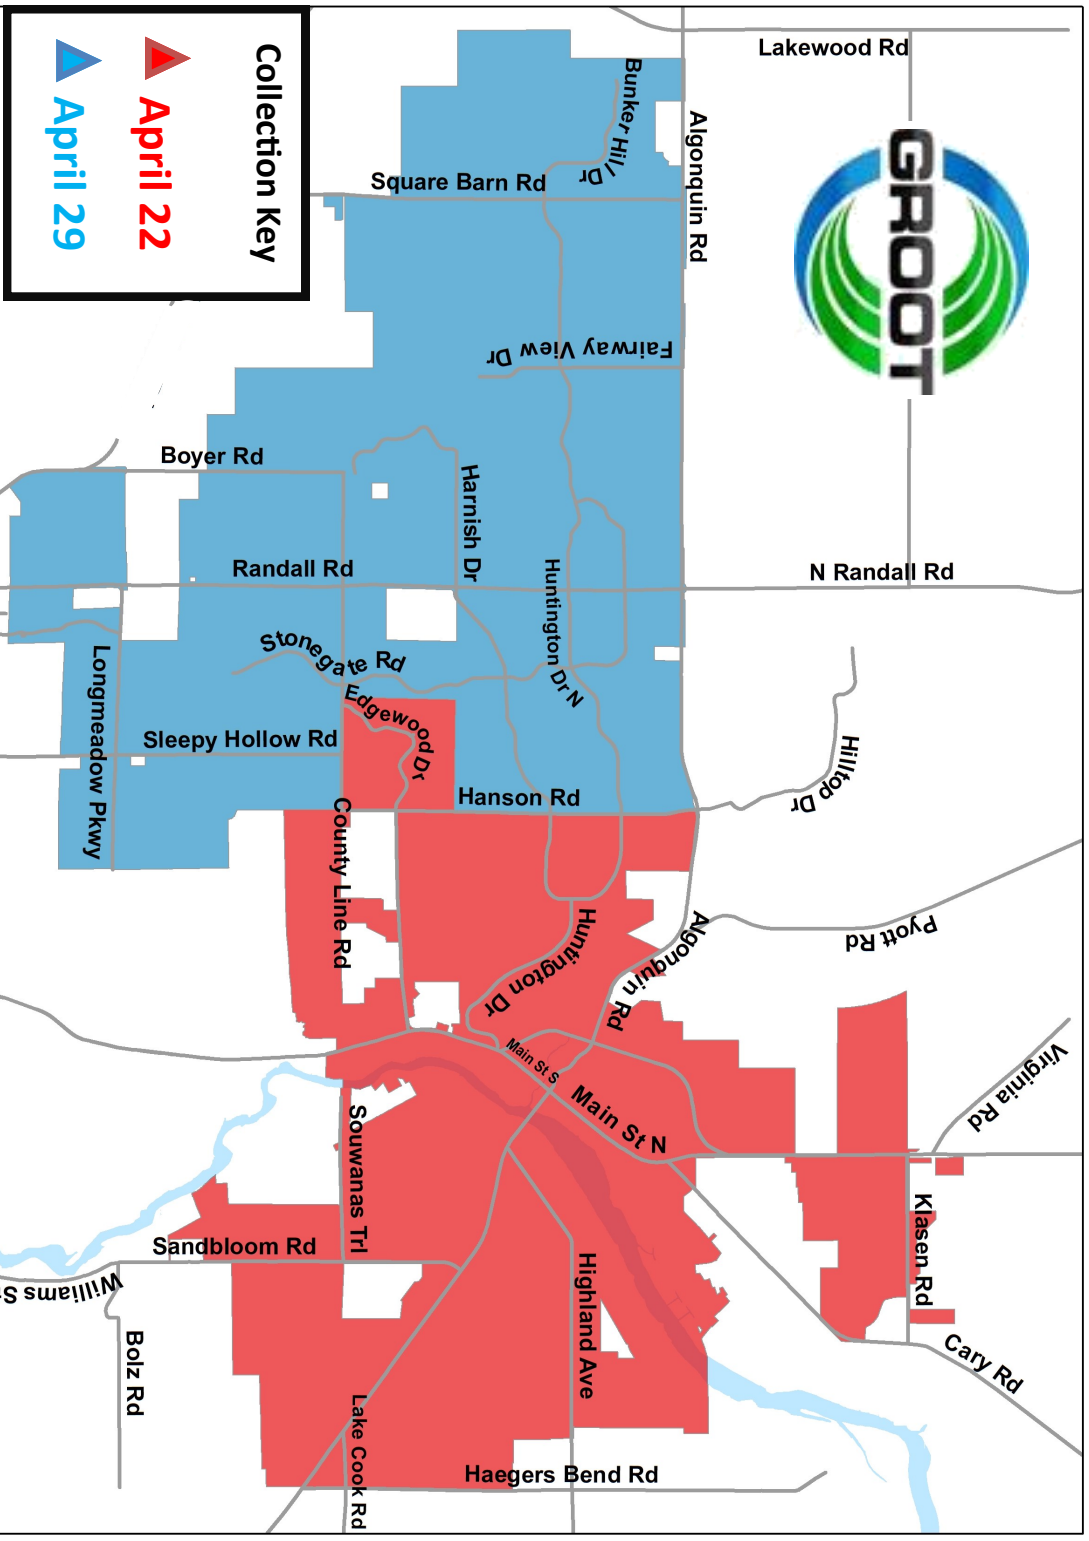 Collection Key
April 22
April 29
GROOT
Lakewood Rd
Bunker Hill Dr
Algonquin Rd
Square Barn Rd
Fairway View Dr
Boyer Rd
Harnish Dr
Randall Rd
N Randall Rd
Huntington Dr N
Stonegate Rd
Longmeadow Pkwy
Edgewood Dr
Sleepy Hollow Rd
Hanson Rd
Hilltop Dr
County Line Rd
Huntington Dr
Algonquin Rd
Pyott Rd
Main St S
Main St N
Virginia Rd
Souwanas Trl
Sandbloom Rd
Klasen Rd
Williams St
Highland Ave
Bolz Rd
Cary Rd
Lake Cook Rd
Haegers Bend Rd